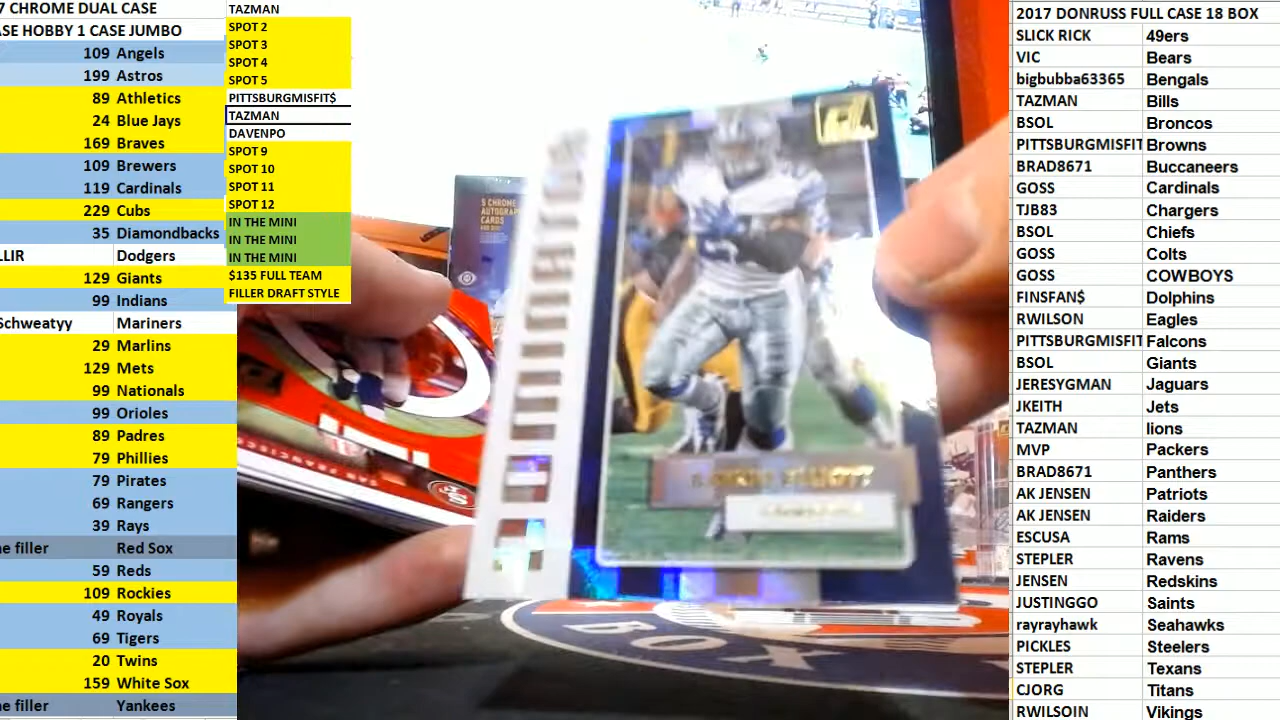 7 CHROME DUAL CASE
ASE HOBBY 1 CASE JUMBO
109 Angels
199 Astros
89 Athletics
24 Blue Jays
169 Braves
109 Brewers
119 Cardinals
229 Cubs
35 Diamondbacks
LLIR Dodgers
129 Giants
99 Indians
Schweatyy Mariners
29 Marlins
129 Mets
99 Nationals
99 Orioles
89 Padres
79 Phillies
79 Pirates
69 Rangers
39 Rays
ne filler Red Sox
59 Reds
109 Rockies
49 Royals
69 Tigers
20 Twins
159 White Sox
ne filler Yankees
TAZMAN
SPOT 2
SPOT 3
SPOT 4
SPOT 5
PITTSBURGMISFIT$
TAZMAN
DAVENPO
SPOT 9
SPOT 10
SPOT 11
SPOT 12
IN THE MINI
IN THE MINI
IN THE MINI
$135 FULL TEAM
FILLER DRAFT STYLE
5 CHROME
AUTOGRAPH
CARDS
BOX
2017 DONRUSS FULL CASE 18 BOX
SLICK RICK 49ers
VIC Bears
bigbubba63365 Bengals
TAZMAN Bills
BSOL Broncos
PITTSBURGMISFIT Browns
BRAD8671 Buccaneers
GOSS Cardinals
TJB83 Chargers
BSOL Chiefs
GOSS Colts
GOSS COWBOYS
FINSFAN$ Dolphins
RWILSON Eagles
PITTSBURGMISFIT Falcons
BSOL Giants
JERESYGMAN Jaguars
JKEITH Jets
TAZMAN lions
MVP Packers
BRAD8671 Panthers
AK JENSEN Patriots
AK JENSEN Raiders
ESCUSA Rams
STEPLER Ravens
JENSEN Redskins
JUSTINGGO Saints
rayrayhawk Seahawks
PICKLES Steelers
STEPLER Texans
CJORG Titans
RWILSOIN Vikings